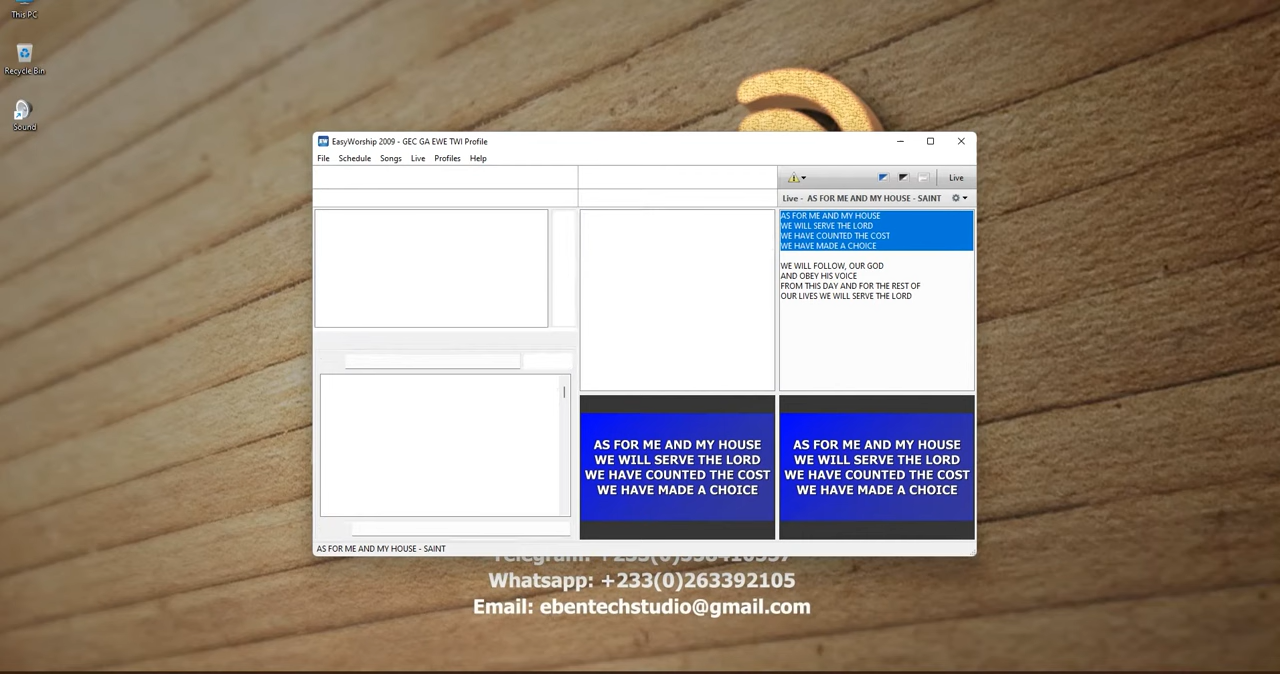 This PC
Recycle Bin
Sound
EasyWorship 2009 - GEC GA EWE TWI Profile
File Schedule Songs Live Profiles Help
Live
Live - AS FOR ME AND MY HOUSE - SAINT
AS FOR ME AND MY HOUSE
WE WILL SERVE THE LORD
WE HAVE COUNTED THE COST
WE HAVE MADE A CHOICE
WE WILL FOLLOW, OUR GOD
AND OBEY HIS VOICE
FROM THIS DAY AND FOR THE REST OF
OUR LIVES WE WILL SERVE THE LORD
AS FOR ME AND MY HOUSE
WE WILL SERVE THE LORD
WE HAVE COUNTED THE COST
WE HAVE MADE A CHOICE
AS FOR ME AND MY HOUSE
WE WILL SERVE THE LORD
WE HAVE COUNTED THE COST
WE HAVE MADE A CHOICE
AS FOR ME AND MY HOUSE - SAINT
Telegram:
Whatsapp: +233(0)263392105
Email: ebentechstudio@gmail.com